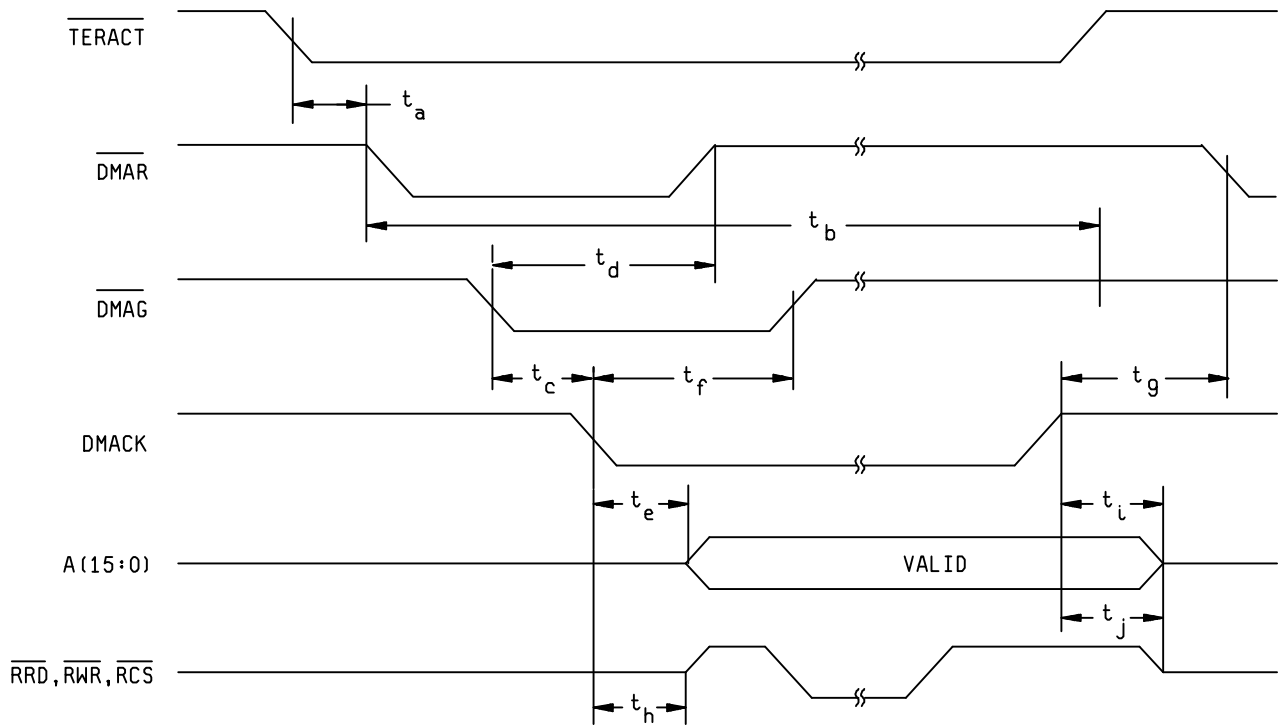 TERACT
t_a
DMAR
t_b
t_d
DMAG
t_c
t_f
t_g
DMACK
t_e
t_i
A(15:0)
VALID
t_j
RRD, RWR, RCS
t_h